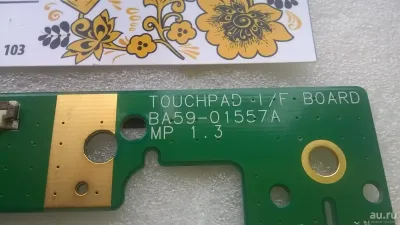 103
TOUCHPAD I/F BOARD
BA59-01557A
MP 1.3
au.ru